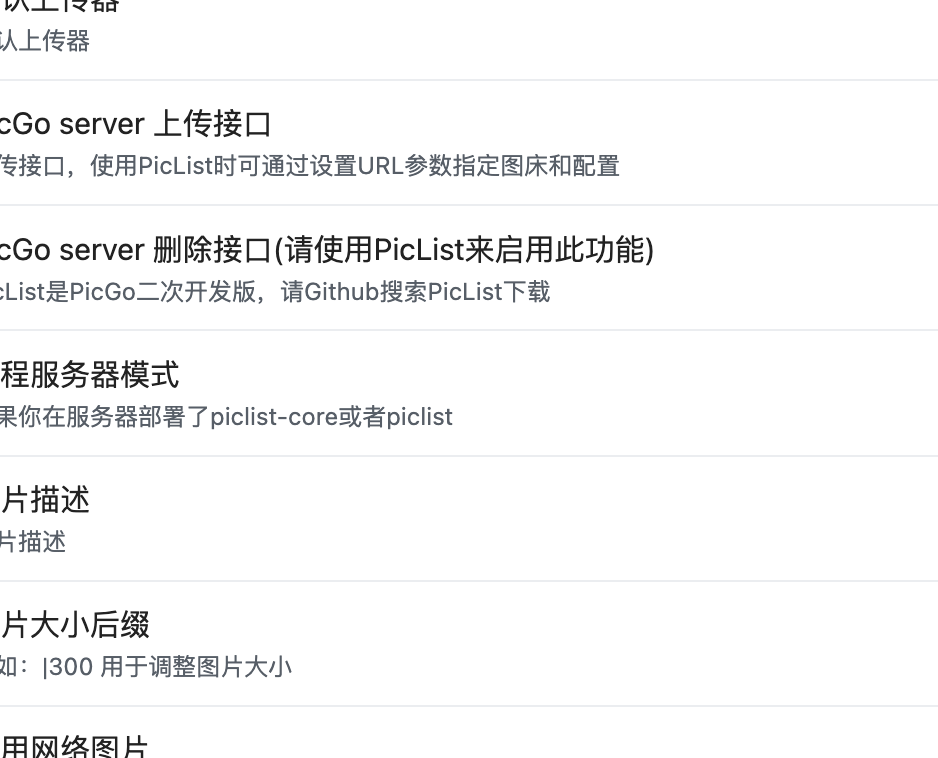 认上传器
认上传器
cGo server 上传接口
传接口，使用PicList时可通过设置URL参数指定图床和配置
cGo server 删除接口(请使用PicList来启用此功能)
cList是PicGo二次开发版，请Github搜索PicList下载
程服务器模式
果你在服务器部署了piclist-core或者piclist
片描述
片描述
片大小后缀
如：|300 用于调整图片大小
用网络图片